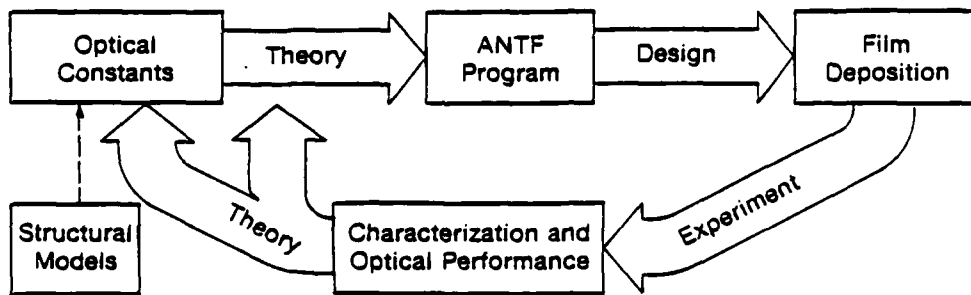 Optical
Constants
Theory
ANTF
Program
Design
Film
Deposition
Structural
Models
Theory
Characterization and
Optical Performance
Experiment